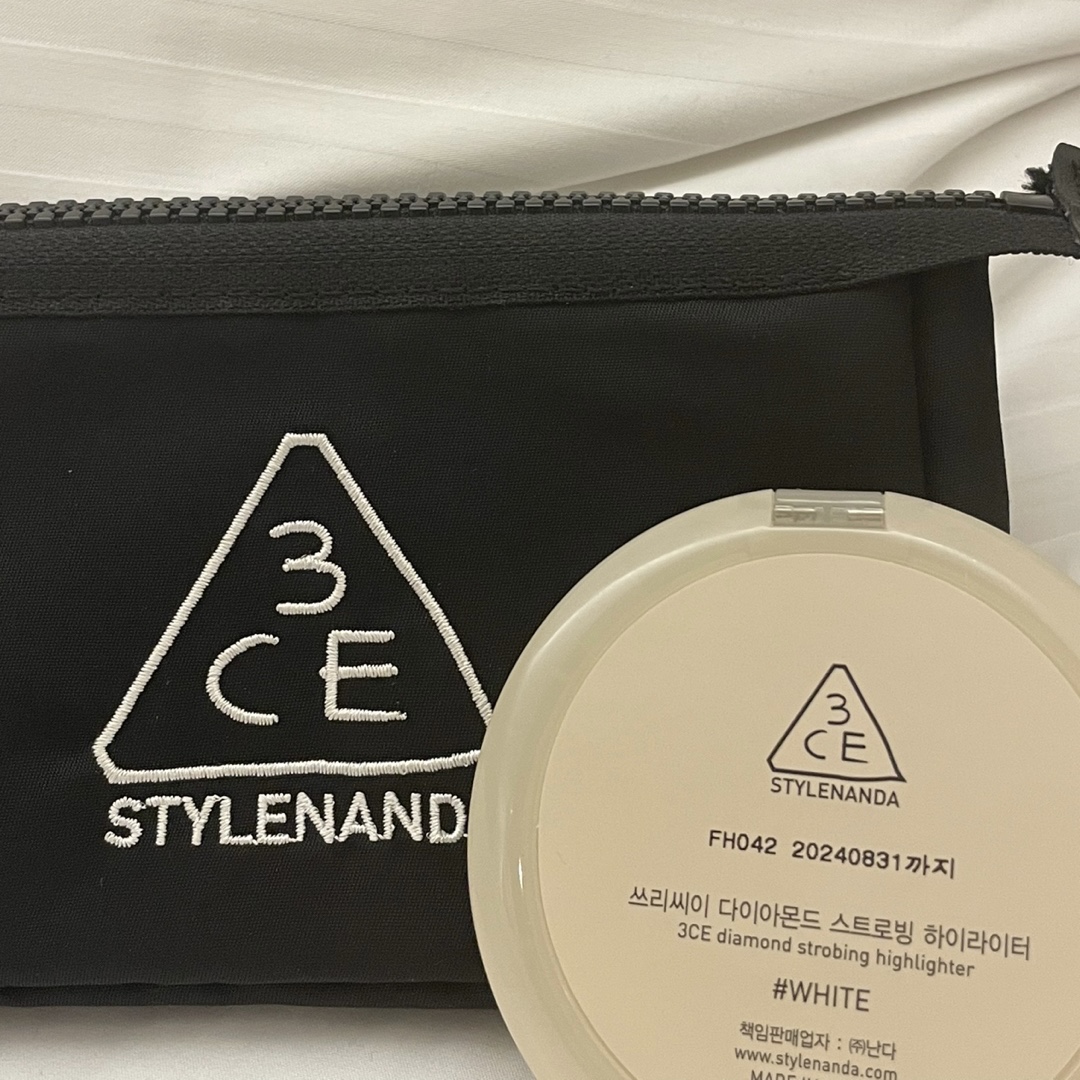 3
CE
STYLENANDA
3
CE
STYLENANDA
FH042 20240831까지
쓰리씨이 다이아몬드 스트로빙 하이라이터
3CE diamond strobing highlighter
#WHITE
책임판매업자 : ㈜난다
www.stylenanda.com
MADE